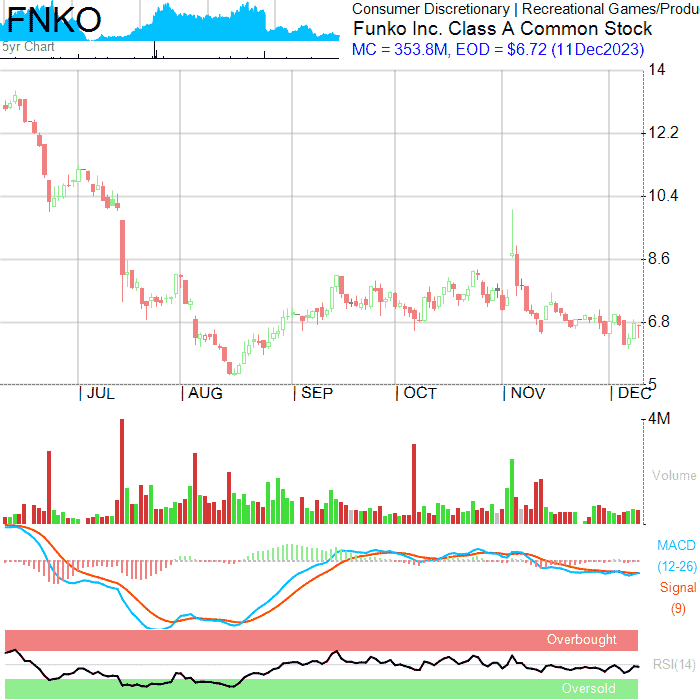 FNKO
5yr Chart
Consumer Discretionary | Recreational Games/Produ
Funko Inc. Class A Common Stock
MC = 353.8M, EOD = $6.72 (11Dec2023)
14
12.2
10.4
8.6
6.8
5
JUL
AUG
SEP
OCT
NOV
DEC
4M
Volume
MACD
(12-26)
Signal
(9)
Overbought
RSI(14)
Oversold